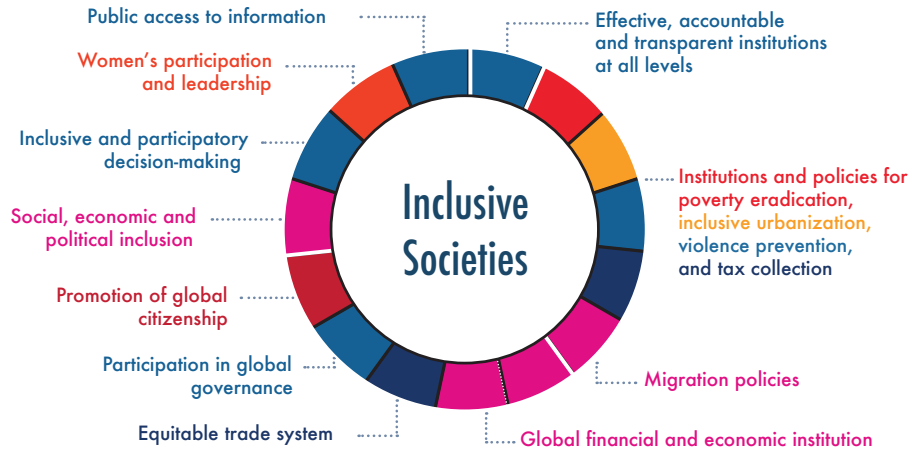 Public access to information
Effective, accountable
and transparent institutions
at all levels
Women's participation
and leadership
Inclusive and participatory
decision-making
Social, economic and
political inclusion
Promotion of global
citizenship
Participation in global
governance
Equitable trade system
Inclusive
Societies
Institutions and policies for
poverty eradication,
inclusive urbanization,
violence prevention,
and tax collection
Migration policies
Global financial and economic institution